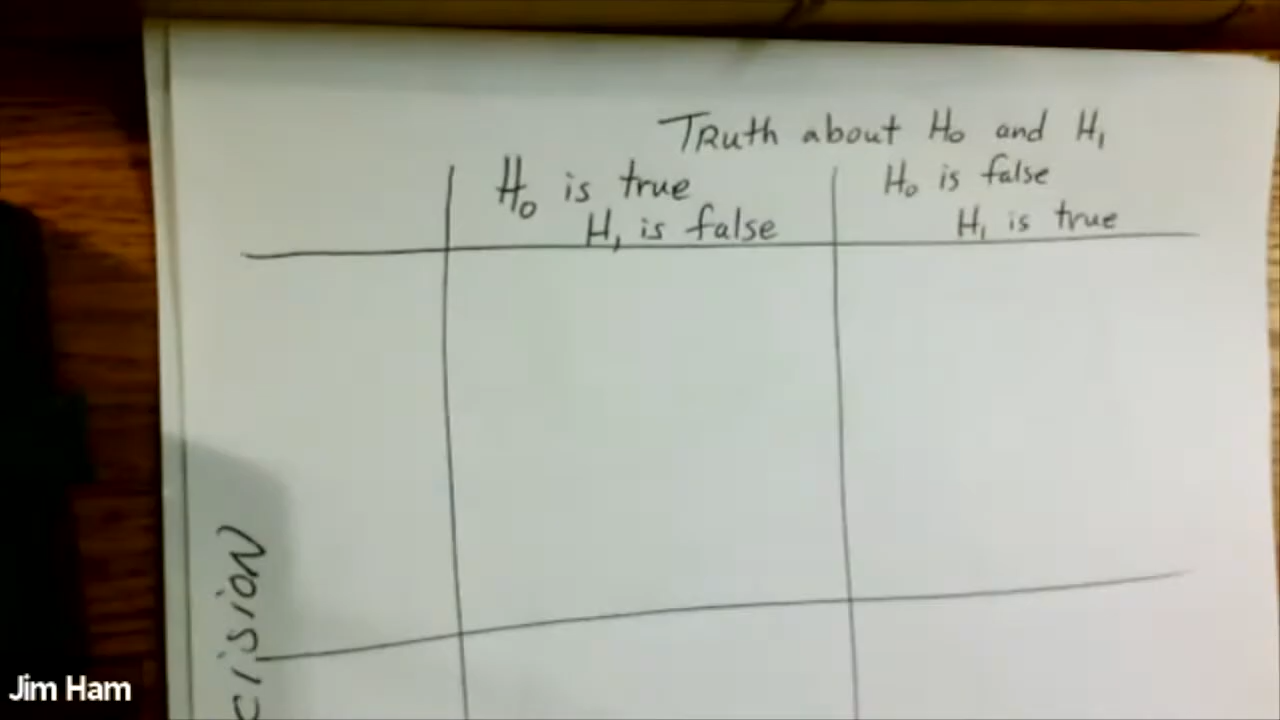 Truth about H₀ and H₁
H₀ is true
H₁ is false
H₀ is false
H₁ is true
cision
Jim Ham